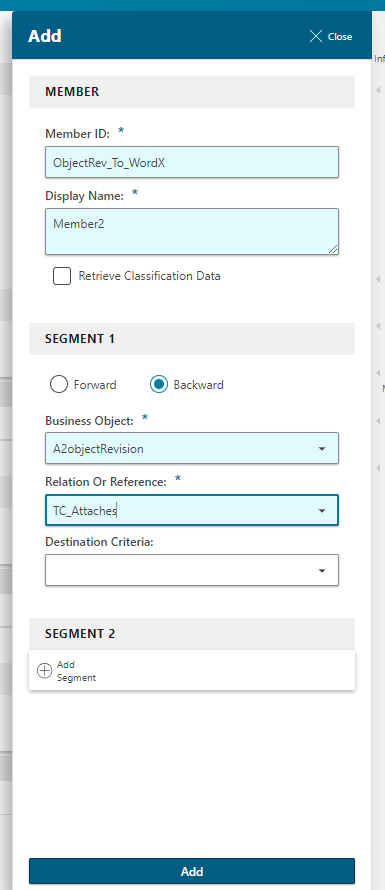 Add
Close
MEMBER
Member ID: *
ObjectRev_To_WordX
Display Name: *
Member2
Retrieve Classification Data
SEGMENT 1
Forward Backward
Business Object: *
A2objectRevision
Relation Or Reference: *
TC_Attaches
Destination Criteria:
SEGMENT 2
Add
Segment
Add
Inf